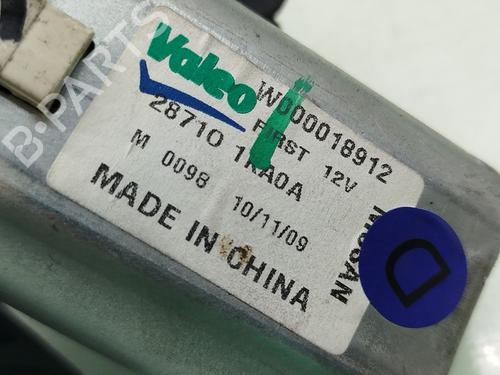 Valeo
W000018912
FIRST 12V
28710 1KA0A
M 0098 10/11/09
MADE IN CHINA
NISSAN
D
B-PARTS